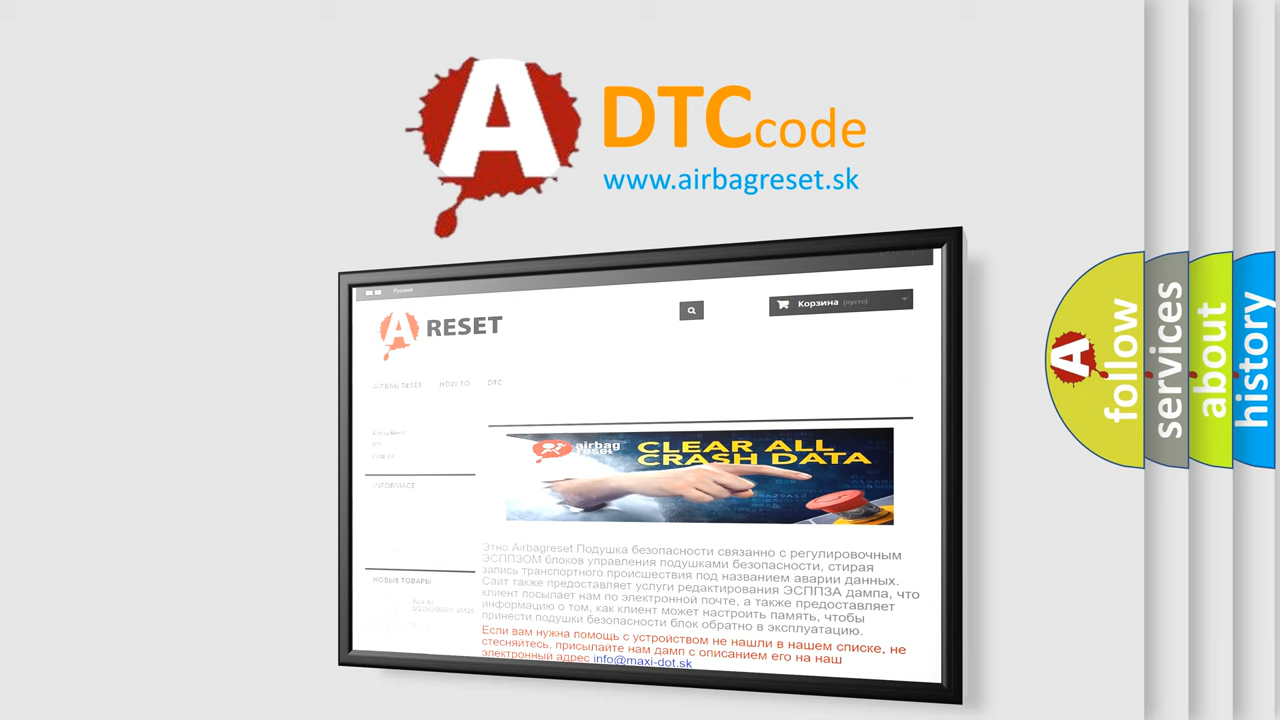 A
DTCcode
www.airbagreset.sk
Русский
A RESET
Корзина (пусто)
AIRBAG RESET HOW TO DTC
Airbag Reset
DTC
INFORMACE
airbag
reset
CLEAR ALL
CRASH DATA
Этно Airbagreset Подушка безопасности связанно с регулировочным
ЭСППЗОМ блоков управления подушками безопасности, стирая
запись транспортного происшествия под названием аварии данных.
Сайт также предоставляет услуги редактирования ЭСППЗА дампа, что
клиент посылает нам по электронной почте, а также предоставляет
информацию о том, как клиент может настроить память, чтобы
принести подушки безопасности блок обратно в эксплуатацию.
Если вам нужна помощь с устройством не нашли в нашем списке, не
стесняйтесь, присылайте нам дамп с описанием его на наш
электронный адрес info@maxi-dot.sk
НОВЫЕ ТОВАРЫ
A
follow
services
about
history